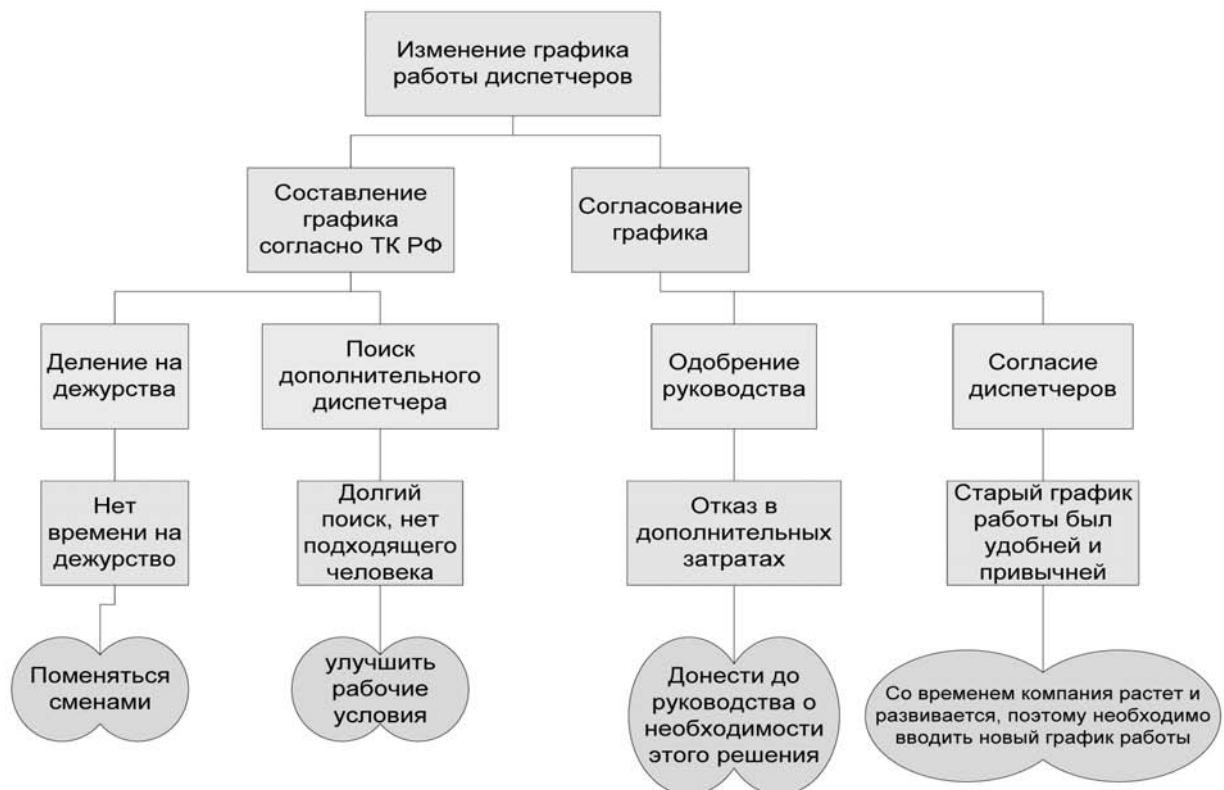 Изменение графика
работы диспетчеров
Составление
графика
согласно ТК РФ
Согласование
графика
Деление на
дежурства
Поиск
дополнительного
диспетчера
Одобрение
руководства
Согласие
диспетчеров
Нет
времени на
дежурство
Долгий
поиск, нет
подходящего
человека
Отказ в
дополнительных
затратах
Старый график
работы был
удобней и
привычней
Поменяться
сменами
улучшить
рабочие
условия
Донести до
руководства о
необходимости
этого решения
Со временем компания растет и
развивается, поэтому необходимо
вводить новый график работы